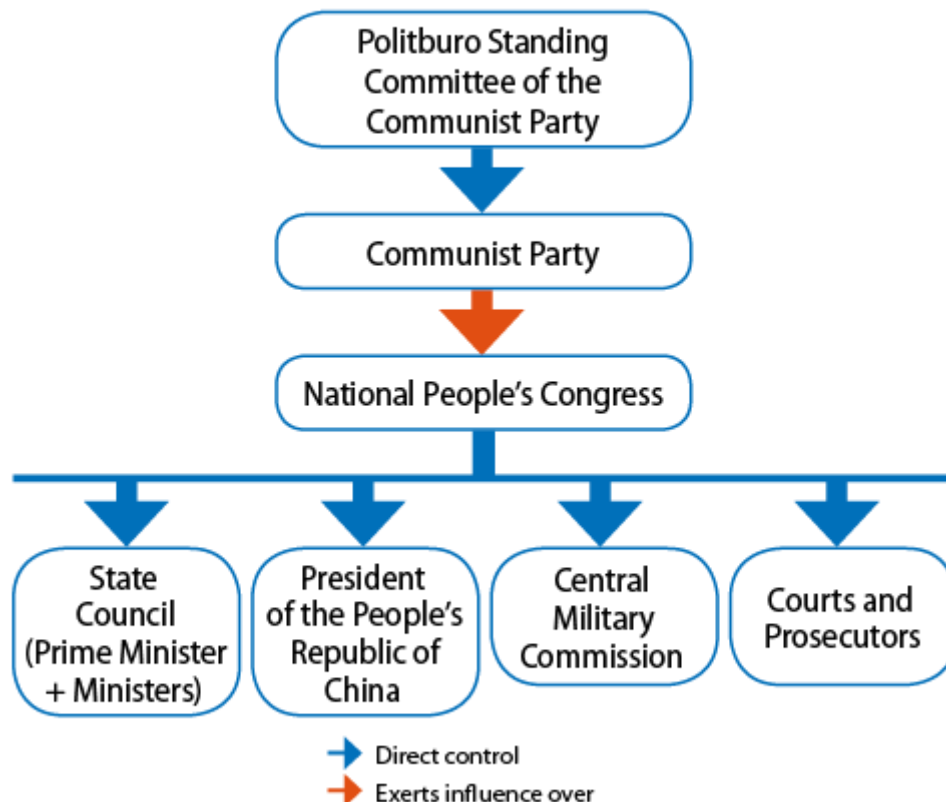 Politburo Standing
Committee of the
Communist Party
Communist Party
National People's Congress
State
Council
(Prime Minister
+ Ministers)
President
of the People's
Republic of
China
Central
Military
Commission
Courts and
Prosecutors
Direct control
Exerts influence over